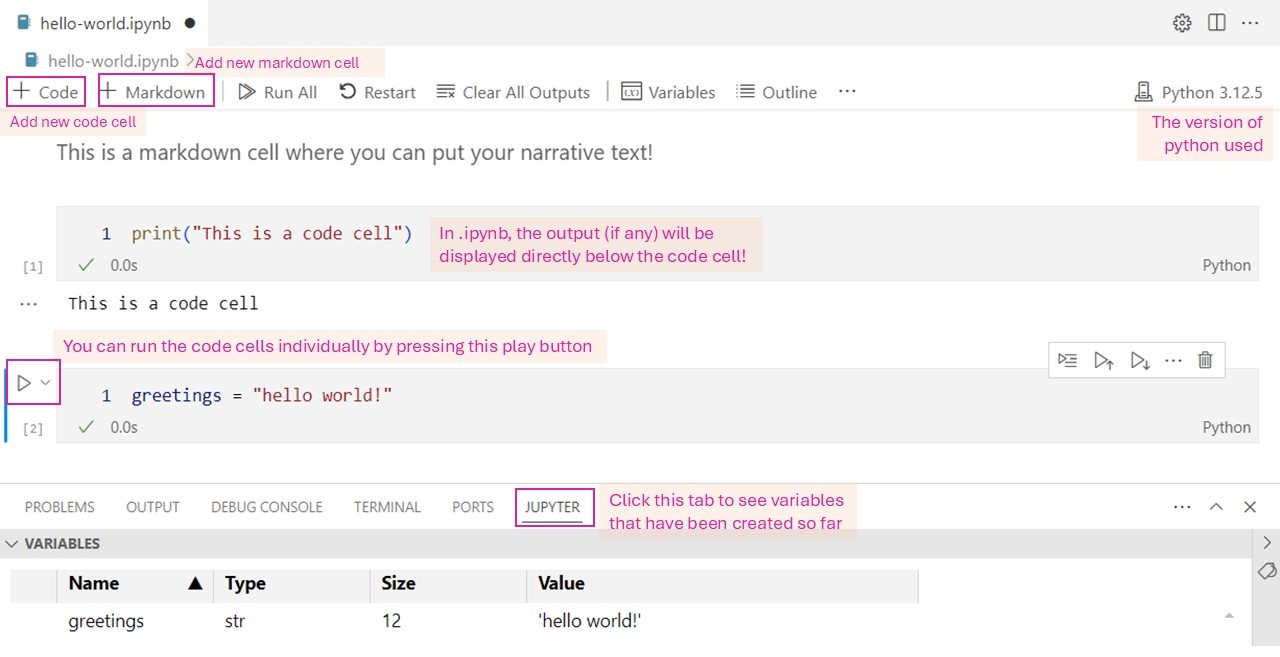 hello-world.ipynb
hello-world.ipynb > Add new markdown cell
+ Code + Markdown Run All Restart Clear All Outputs (x) Variables Outline ... Python 3.12.5
Add new code cell
The version of
python used
This is a markdown cell where you can put your narrative text!
1 print("This is a code cell")
In .ipynb, the output (if any) will be
displayed directly below the code cell!
[1] 0.0s Python
... This is a code cell
You can run the code cells individually by pressing this play button
...
1 greetings = "hello world!"
[2] 0.0s Python
PROBLEMS OUTPUT DEBUG CONSOLE TERMINAL PORTS JUPYTER
Click this tab to see variables
that have been created so far
VARIABLES
Name Type Size Value
greetings str 12 'hello world!'